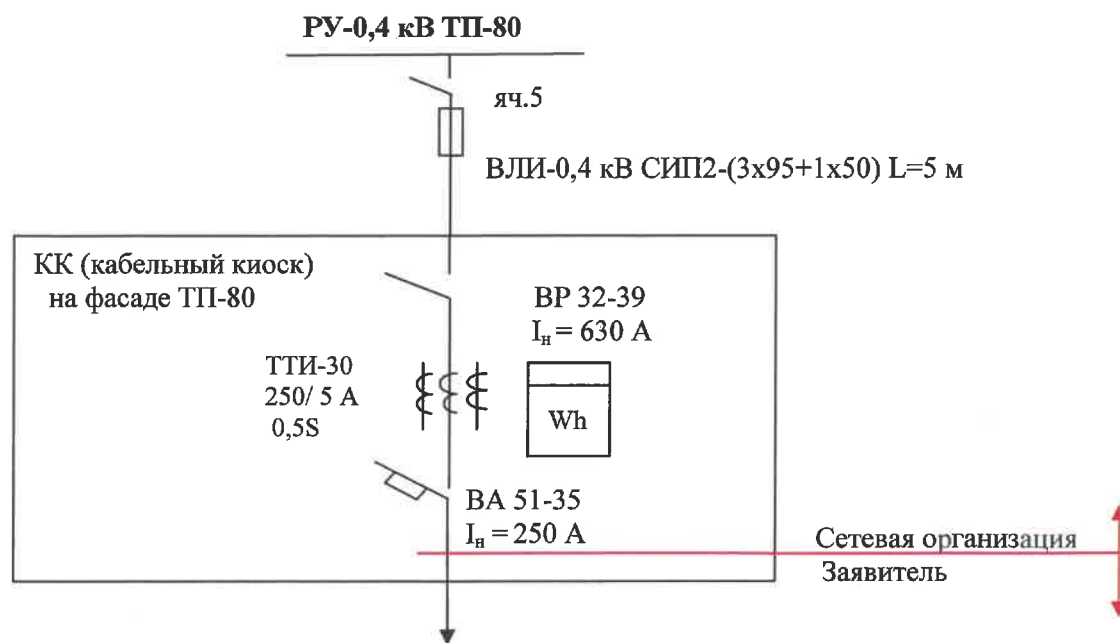 РУ-0,4 кВ ТП-80
яч.5
ВЛИ-0,4 кВ СИП2-(3х95+1х50) L=5 м
КК (кабельный киоск)
на фасаде ТП-80
ВР 32-39
Iн = 630 А
ТТИ-30
250/ 5 А
0,5S
Wh
ВА 51-35
Iн = 250 А
Сетевая организация
Заявитель